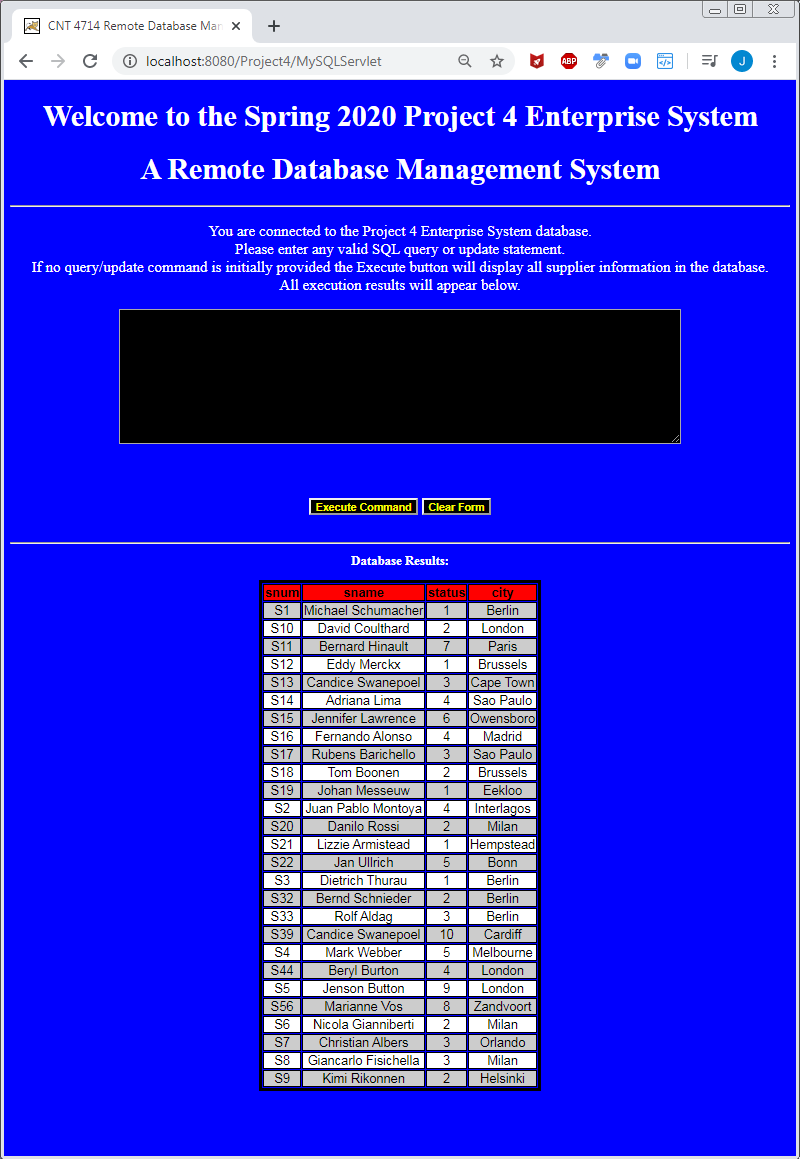 CNT 4714 Remote Database Man
localhost:8080/Project4/MySQLServlet
ABP
J
Welcome to the Spring 2020 Project 4 Enterprise System
A Remote Database Management System
You are connected to the Project 4 Enterprise System database.
Please enter any valid SQL query or update statement.
If no query/update command is initially provided the Execute button will display all supplier information in the database.
All execution results will appear below.
Execute Command Clear Form
Database Results:
snum sname status city
S1 Michael Schumacher 1 Berlin
S10 David Coulthard 2 London
S11 Bernard Hinault 7 Paris
S12 Eddy Merckx 1 Brussels
S13 Candice Swanepoel 3 Cape Town
S14 Adriana Lima 4 Sao Paulo
S15 Jennifer Lawrence 6 Owensboro
S16 Fernando Alonso 4 Madrid
S17 Rubens Barichello 3 Sao Paulo
S18 Tom Boonen 2 Brussels
S19 Johan Messeuw 1 Eekloo
S2 Juan Pablo Montoya 4 Interlagos
S20 Danilo Rossi 2 Milan
S21 Lizzie Armistead 1 Hempstead
S22 Jan Ullrich 5 Bonn
S3 Dietrich Thurau 1 Berlin
S32 Bernd Schnieder 2 Berlin
S33 Rolf Aldag 3 Berlin
S39 Candice Swanepoel 10 Cardiff
S4 Mark Webber 5 Melbourne
S44 Beryl Burton 4 London
S5 Jenson Button 9 London
S56 Marianne Vos 8 Zandvoort
S6 Nicola Gianniberti 2 Milan
S7 Christian Albers 3 Orlando
S8 Giancarlo Fisichella 3 Milan
S9 Kimi Rikonnen 2 Helsinki